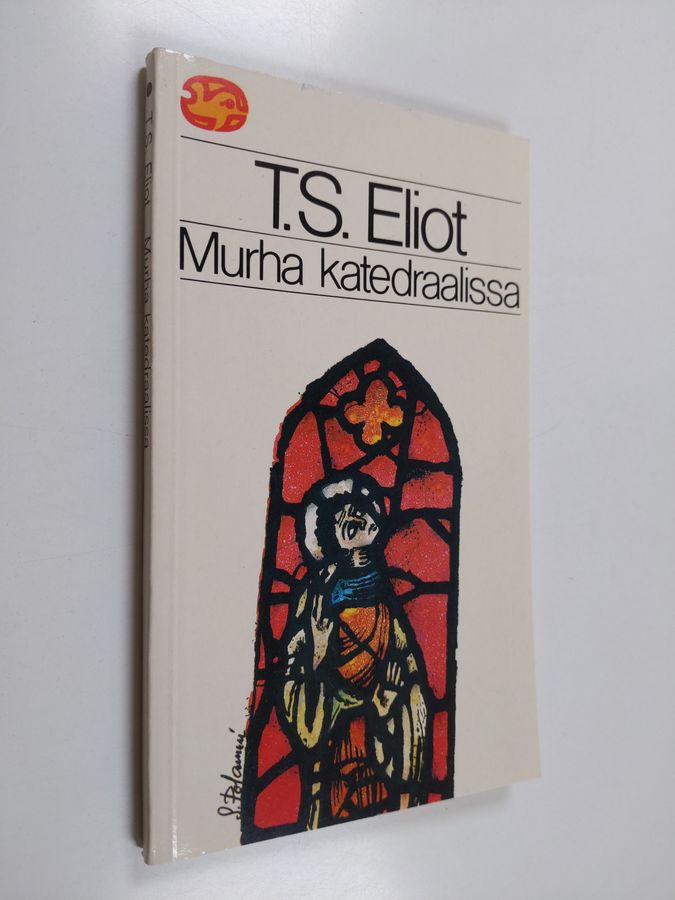 T.S. Eliot
Murha katedraalissa
T.S. Eliot Murha katedraalissa